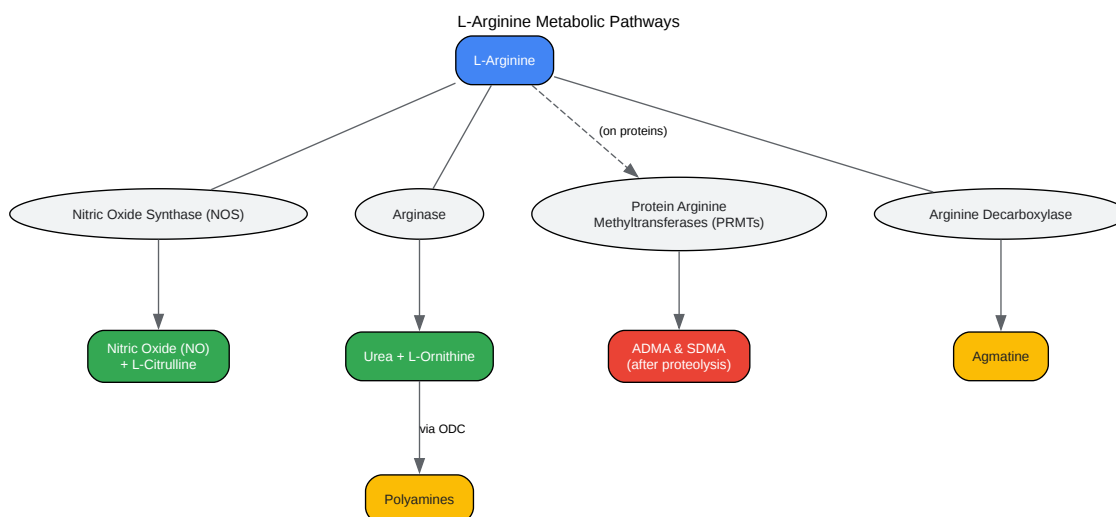 L-Arginine Metabolic Pathways
L-Arginine
(on proteins)
Nitric Oxide Synthase (NOS)
Arginase
Protein Arginine
Methyltransferases (PRMTs)
Arginine Decarboxylase
Nitric Oxide (NO)
+ L-Citrulline
Urea + L-Ornithine
ADMA & SDMA
(after proteolysis)
Agmatine
via ODC
Polyamines